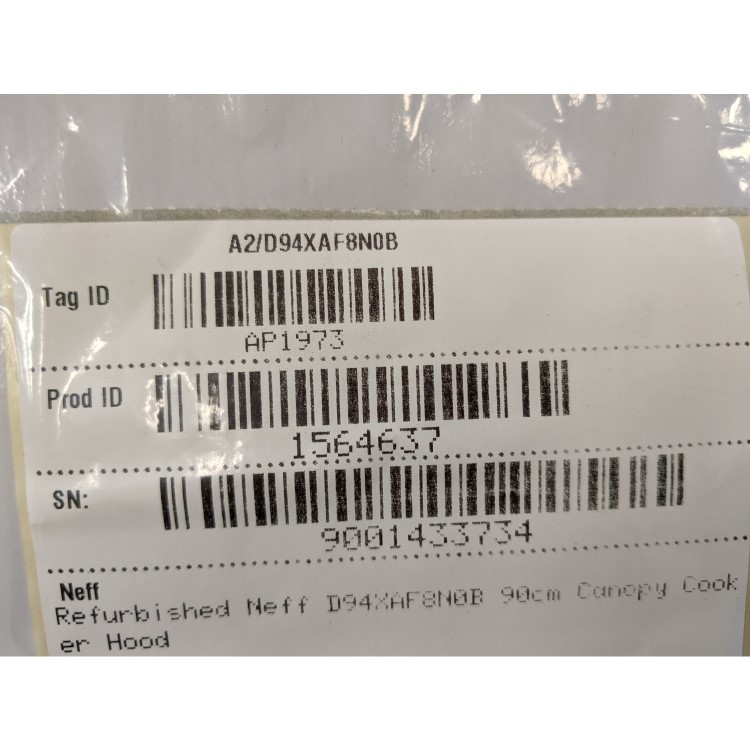 A2/D94XAF8N0B
Tag ID
AP1973
Prod ID
1564637
SN:
9001433734
Neff
Refurbished Neff D94XAF8N0B 90cm Canopy Cook
er Hood